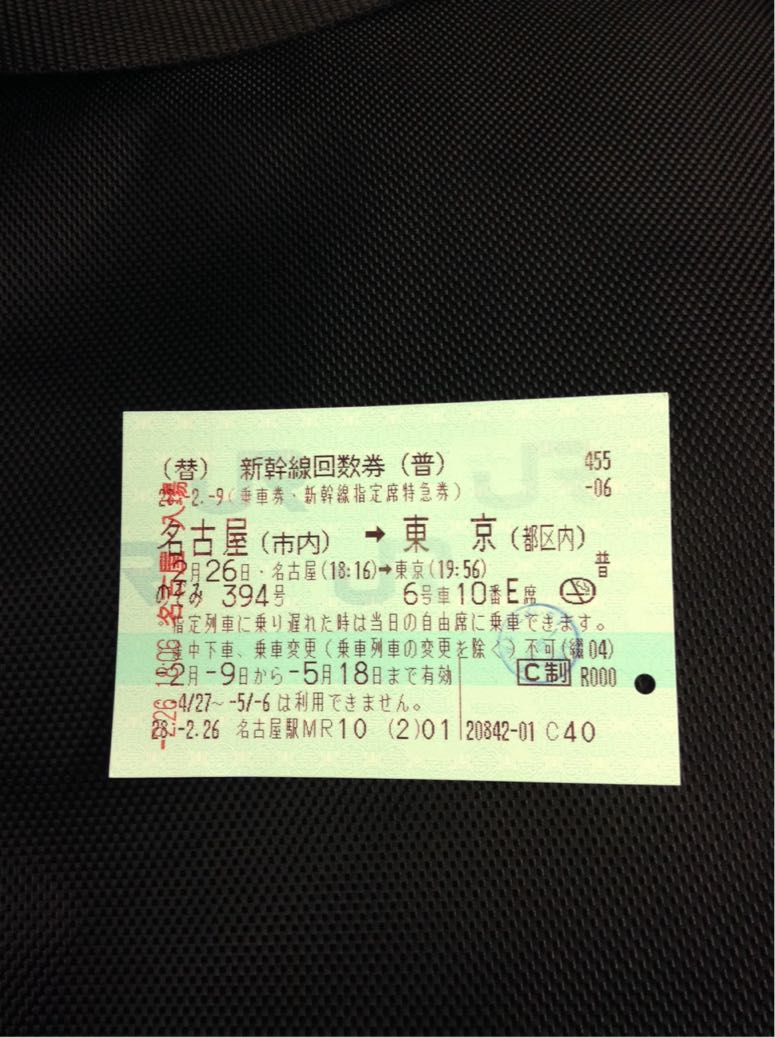 (替) 新幹線回数券(普) 455
2.-9(乗車券・新幹線指定席特急券) -06
名古屋(市内) ➡ 東 京(都区内)
月26日・名古屋(18:16)→東京(19:56) 普
のぞみ 394号 6号車10番E席
指定列車に乗り遅れた時は当日の自由席に乗車できます。
中下車、乗車変更(乗車列車の変更を除く)不可(綴04)
2月-9日から-5月18日まで有効 C制 R000
4/27~-5/-6は利用できません。
28.-2.26 名古屋駅MR10 (2)01 20842-01 C40
-2.26 名古屋 入場